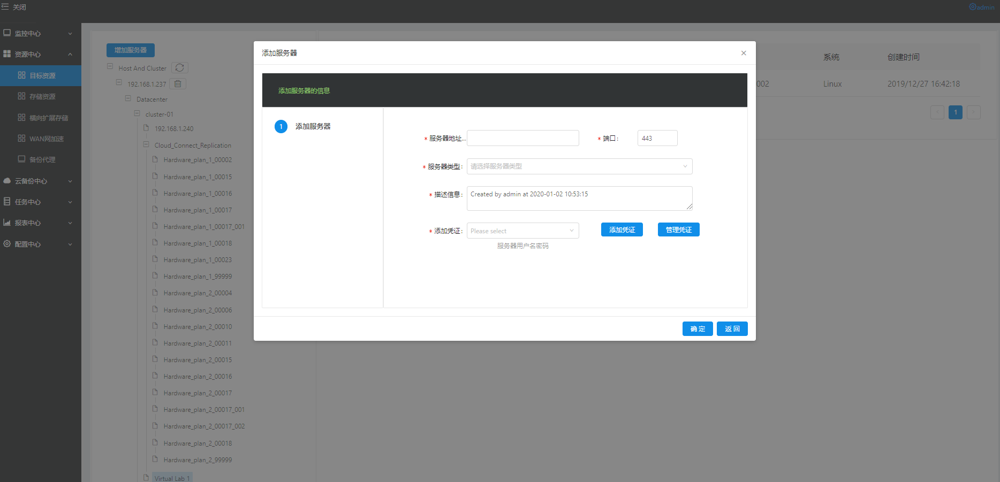 关闭
admin
监控中心
资源中心
目标资源
存储资源
横向扩展存储
WAN网加速
备份代理
云备份中心
任务中心
报表中心
配置中心
增加服务器
Host And Cluster
192.168.1.237
Datacenter
cluster-01
192.168.1.240
Cloud_Connect_Replication
Hardware_plan_1_00002
Hardware_plan_1_00015
Hardware_plan_1_00016
Hardware_plan_1_00017
Hardware_plan_1_00017_001
Hardware_plan_1_00018
Hardware_plan_1_00023
Hardware_plan_1_99999
Hardware_plan_2_00004
Hardware_plan_2_00006
Hardware_plan_2_00010
Hardware_plan_2_00011
Hardware_plan_2_00015
Hardware_plan_2_00016
Hardware_plan_2_00017
Hardware_plan_2_00017_001
Hardware_plan_2_00017_002
Hardware_plan_2_00018
Hardware_plan_2_99999
Virtual Lab 1
添加服务器
添加服务器的信息
1 添加服务器
* 服务器地址... * 端口: 443
* 服务器类型: 请选择服务器类型
* 描述信息: Created by admin at 2020-01-02 10:53:15
* 添加凭证: Please select 添加凭证 管理凭证
服务器用户名密码
确定 返回
系统 创建时间
002 Linux 2019/12/27 16:42:18
1